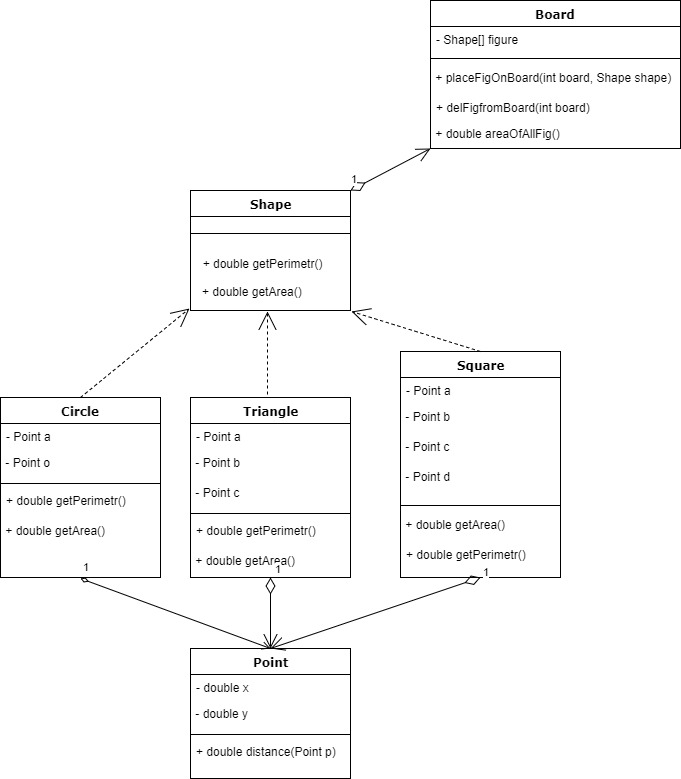 Board
- Shape[] figure
+ placeFigOnBoard(int board, Shape shape)
+ delFigfromBoard(int board)
+ double areaOfAllFig()
1
Shape
+ double getPerimetr()
+ double getArea()
Circle
- Point a
- Point o
+ double getPerimetr()
+ double getArea()
1
Triangle
- Point a
- Point b
- Point c
+ double getPerimetr()
+ double getArea()
1
Square
- Point a
- Point b
- Point c
- Point d
+ double getArea()
+ double getPerimetr()
1
Point
- double x
- double y
+ double distance(Point p)